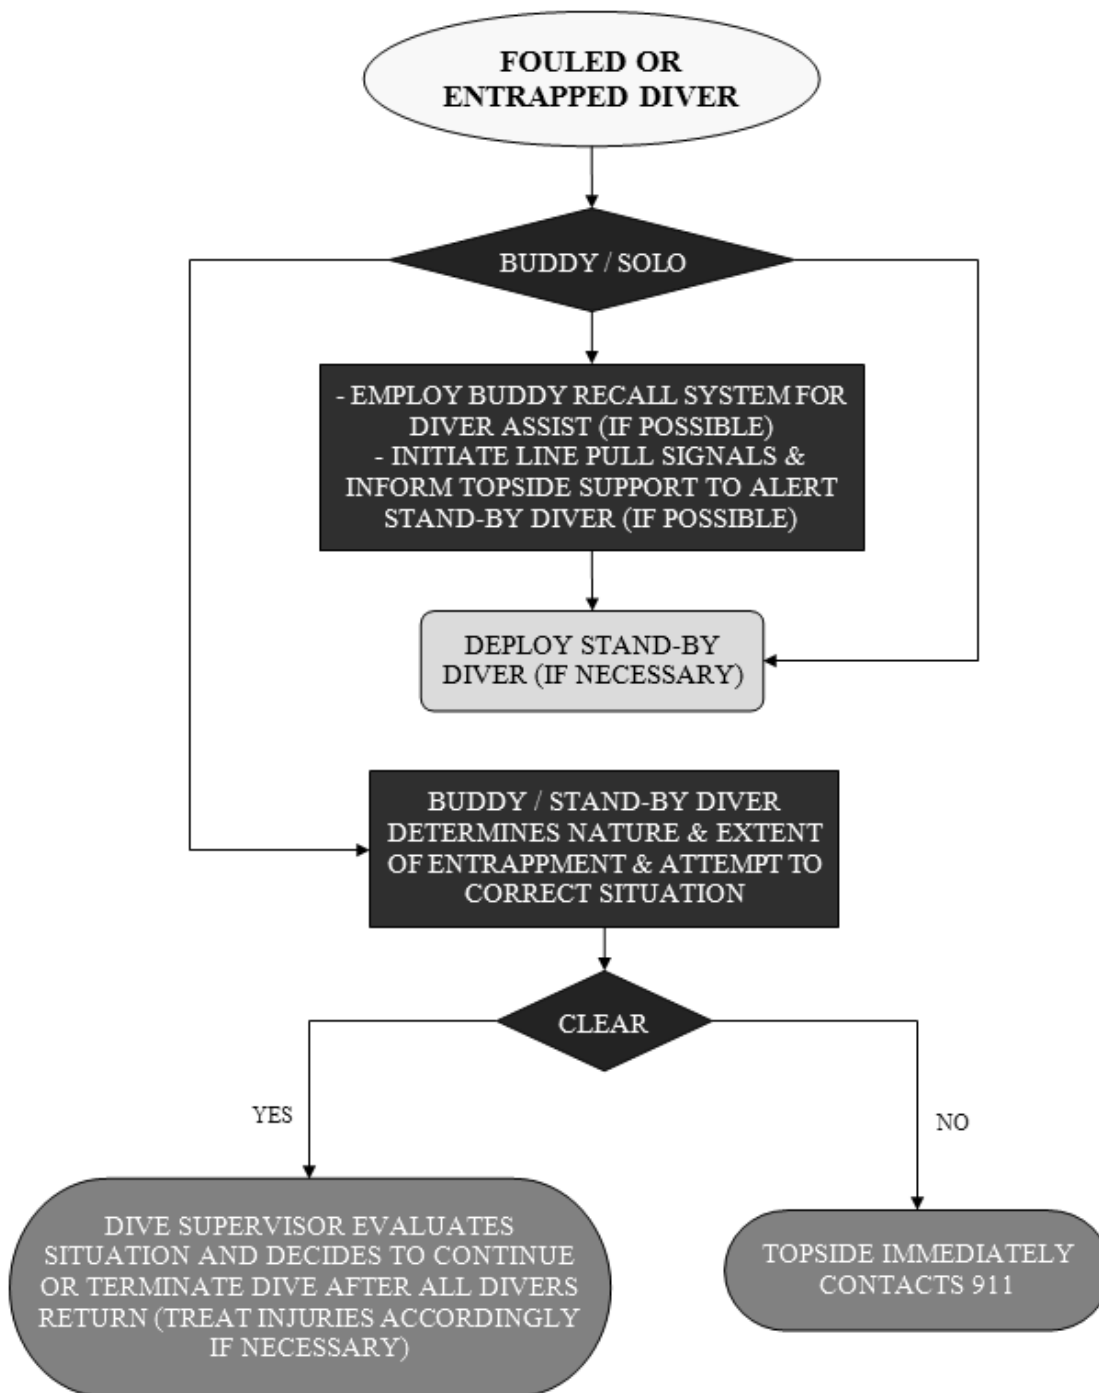 FOULED OR
ENTRAPPED DIVER
BUDDY / SOLO
- EMPLOY BUDDY RECALL SYSTEM FOR
DIVER ASSIST (IF POSSIBLE)
- INITIATE LINE PULL SIGNALS &
INFORM TOPSIDE SUPPORT TO ALERT
STAND-BY DIVER (IF POSSIBLE)
DEPLOY STAND-BY
DIVER (IF NECESSARY)
BUDDY / STAND-BY DIVER
DETERMINES NATURE & EXTENT
OF ENTRAPPMENT & ATTEMPT TO
CORRECT SITUATION
CLEAR
YES
NO
DIVE SUPERVISOR EVALUATES
SITUATION AND DECIDES TO CONTINUE
OR TERMINATE DIVE AFTER ALL DIVERS
RETURN (TREAT INJURIES ACCORDINGLY
IF NECESSARY)
TOPSIDE IMMEDIATELY
CONTACTS 911